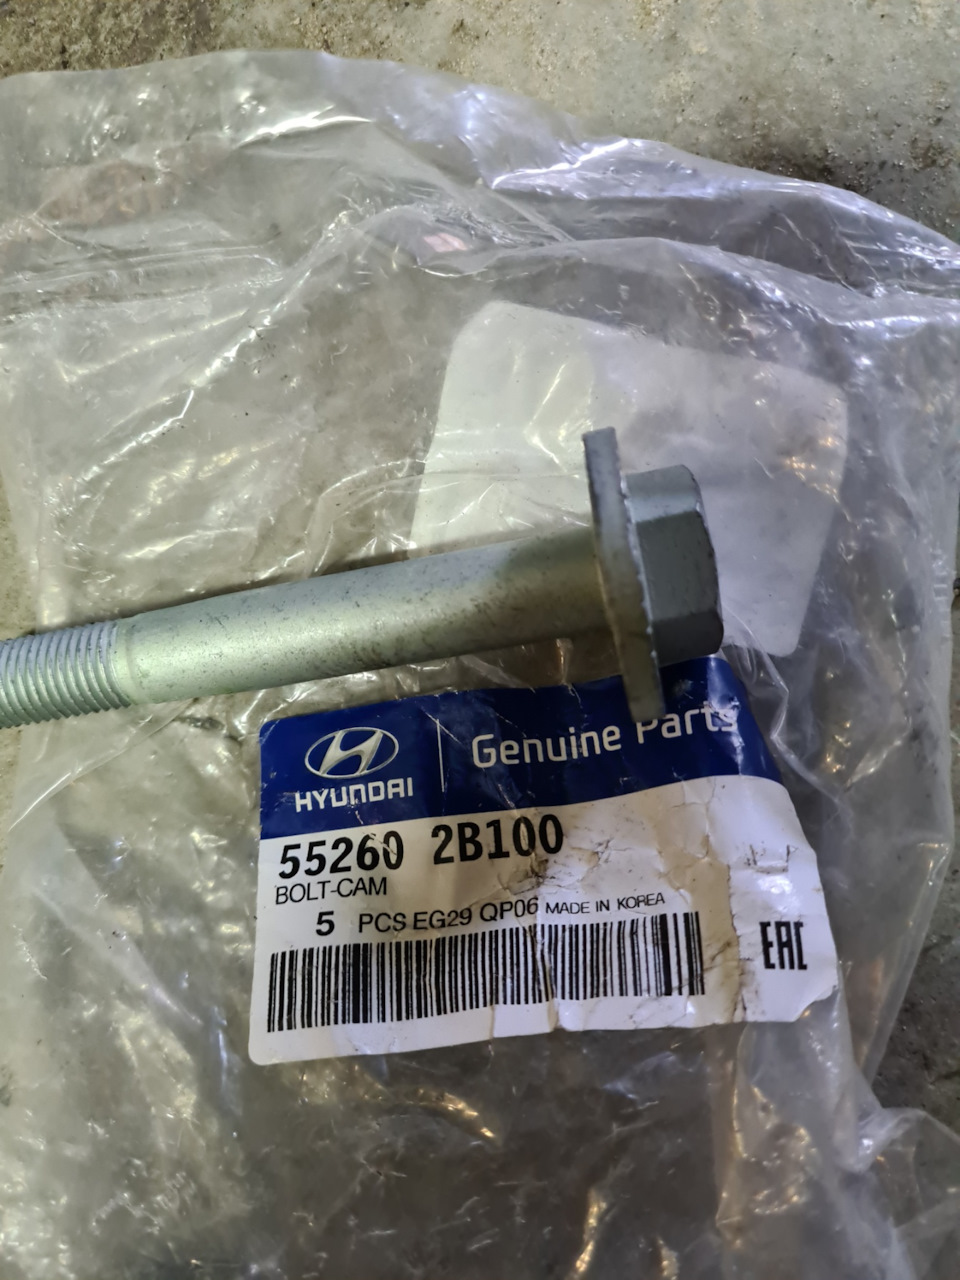 HYUNDAI
Genuine Parts
55260 2B100
BOLT-CAM
5 PCS EG29 QP06 MADE IN KOREA
EAC